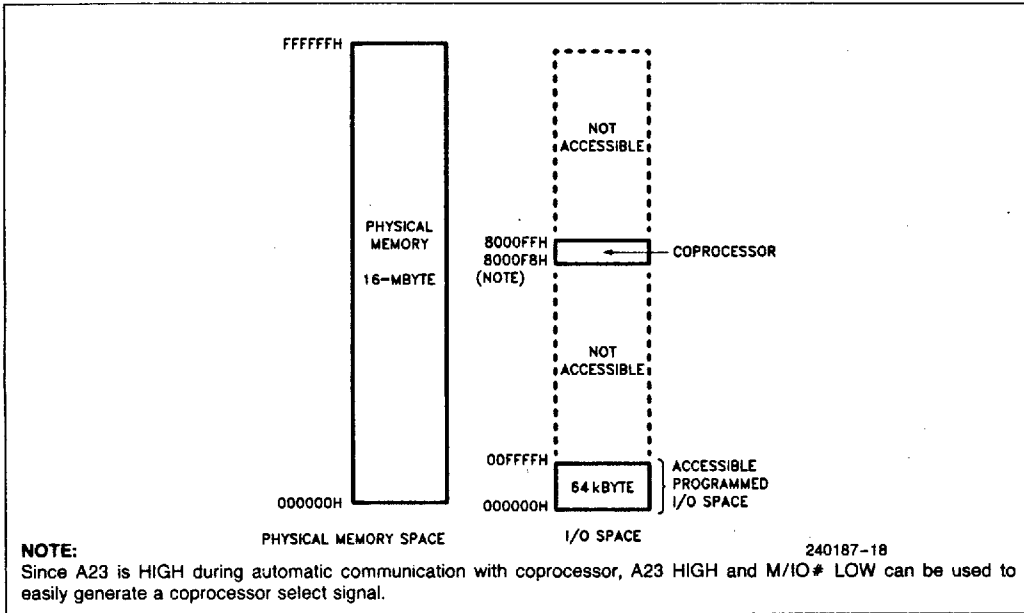 FFFFFFH
PHYSICAL
MEMORY
16-MBYTE
000000H
PHYSICAL MEMORY SPACE
NOT
ACCESSIBLE
8000FFH
8000F8H
(NOTE)
COPROCESSOR
NOT
ACCESSIBLE
00FFFFH
64 kBYTE
000000H
ACCESSIBLE
PROGRAMMED
I/O SPACE
I/O SPACE
240187-18
NOTE:
Since A23 is HIGH during automatic communication with coprocessor, A23 HIGH and M/IO# LOW can be used to
easily generate a coprocessor select signal.